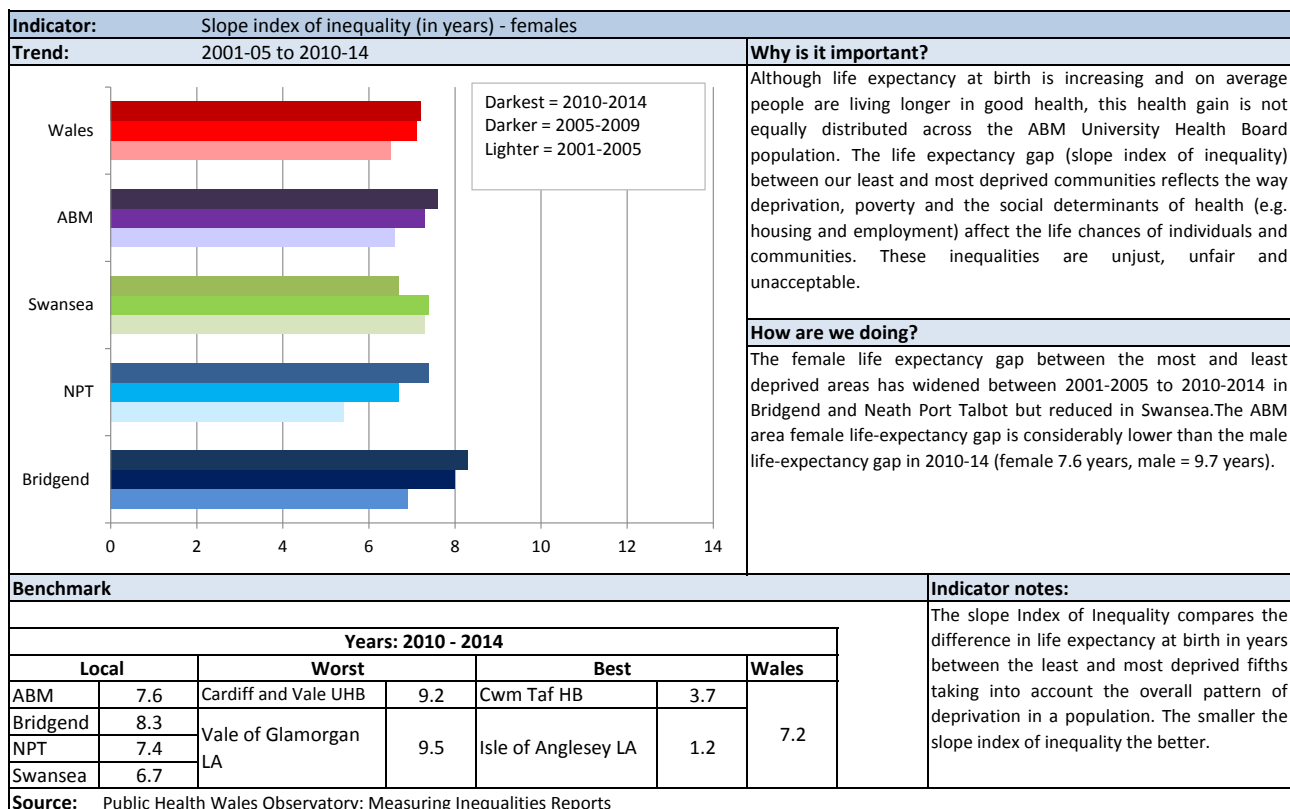 Indicator: Slope index of inequality (in years) - females
Trend: 2001-05 to 2010-14
Why is it important?
Although life expectancy at birth is increasing and on average
people are living longer in good health, this health gain is not
equally distributed across the ABM University Health Board
population. The life expectancy gap (slope index of inequality)
between our least and most deprived communities reflects the way
deprivation, poverty and the social determinants of health (e.g.
housing and employment) affect the life chances of individuals and
communities. These inequalities are unjust, unfair and
unacceptable.
Darkest = 2010-2014
Darker = 2005-2009
Lighter = 2001-2005
Wales
ABM
Swansea
NPT
Bridgend
0 2 4 6 8 10 12 14
How are we doing?
The female life expectancy gap between the most and least
deprived areas has widened between 2001-2005 to 2010-2014 in
Bridgend and Neath Port Talbot but reduced in Swansea.The ABM
area female life-expectancy gap is considerably lower than the male
life-expectancy gap in 2010-14 (female 7.6 years, male = 9.7 years).
Benchmark
Years: 2010 - 2014
Local Worst Best Wales
ABM 7.6 Cardiff and Vale UHB 9.2 Cwm Taf HB 3.7
Bridgend 8.3
Vale of Glamorgan
LA
9.5 Isle of Anglesey LA 1.2
7.2
NPT 7.4
Swansea 6.7
Indicator notes:
The slope Index of Inequality compares the
difference in life expectancy at birth in years
between the least and most deprived fifths
taking into account the overall pattern of
deprivation in a population. The smaller the
slope index of inequality the better.
Source: Public Health Wales Observatory: Measuring Inequalities Reports